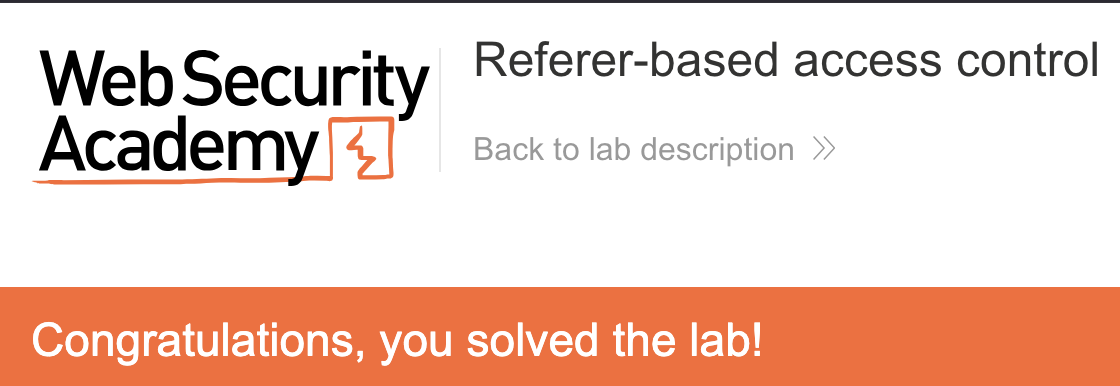 Web Security
Academy
Referer-based access control
Back to lab description
Congratulations, you solved the lab!